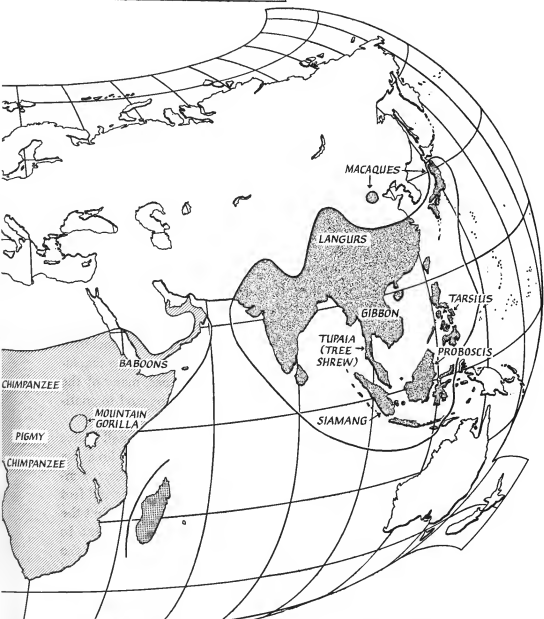 MACAQUES
LANGURS
TARSIUS
GIBBON
TUPAIA
(TREE
SHREW)
PROBOSCIS
BABOONS
CHIMPANZEE
MOUNTAIN
GORILLA
SIAMANG
PIGMY
CHIMPANZEE